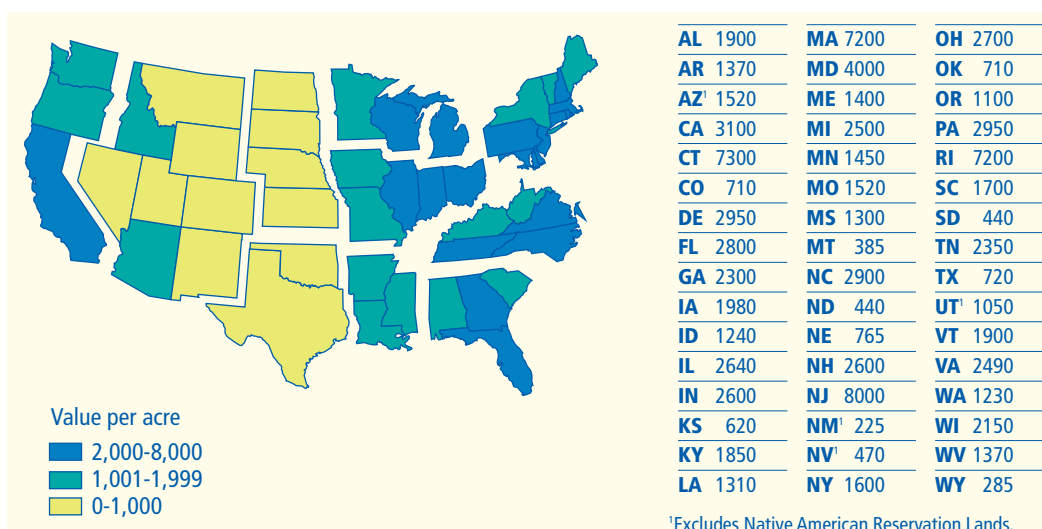 AL 1900 MA 7200 OH 2700
AR 1370 MD 4000 OK 710
AZ¹ 1520 ME 1400 OR 1100
CA 3100 MI 2500 PA 2950
CT 7300 MN 1450 RI 7200
CO 710 MO 1520 SC 1700
DE 2950 MS 1300 SD 440
FL 2800 MT 385 TN 2350
GA 2300 NC 2900 TX 720
IA 1980 ND 440 UT¹ 1050
ID 1240 NE 765 VT 1900
IL 2640 NH 2600 VA 2490
IN 2600 NJ 8000 WA 1230
KS 620 NM¹ 225 WI 2150
KY 1850 NV¹ 470 WV 1370
LA 1310 NY 1600 WY 285
Value per acre
2,000-8,000
1,001-1,999
0-1,000
¹Excludes Native American Reservation Lands.